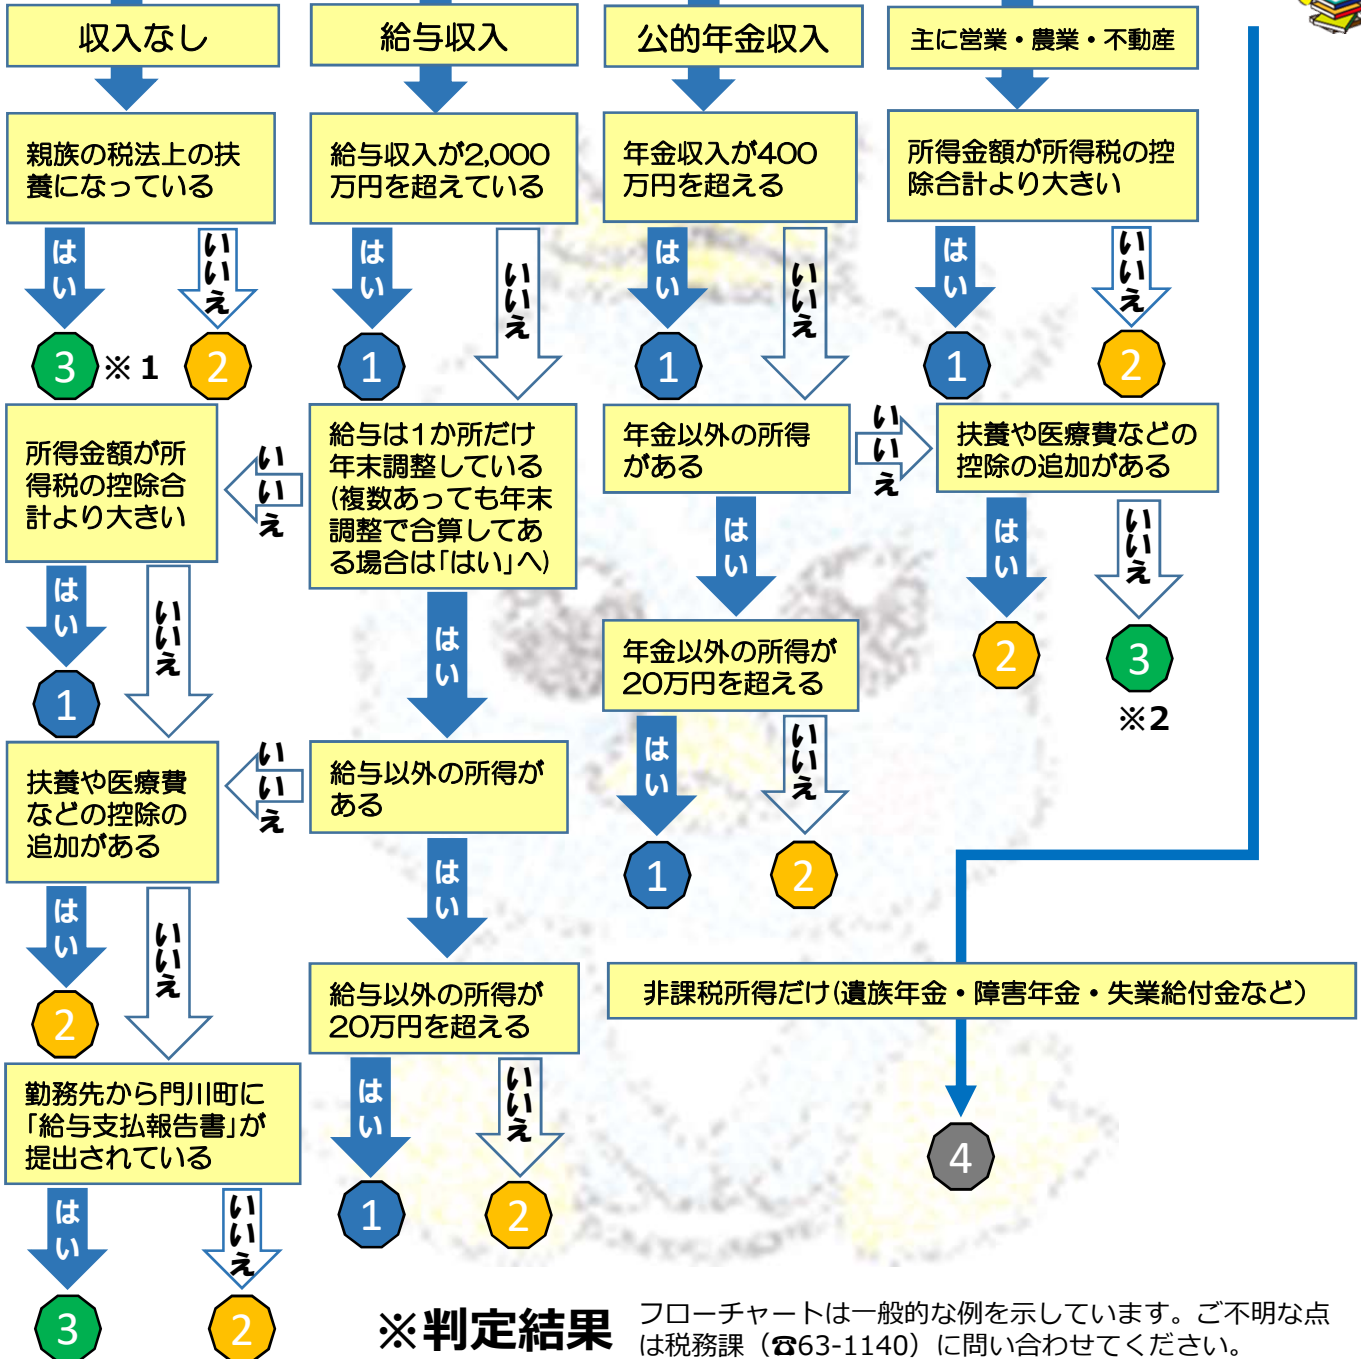 収入なし
給与収入
公的年金収入
主に営業・農業・不動産
親族の税法上の扶
養になっている
給与収入が2,000
万円を超えている
年金収入が400
万円を超える
所得金額が所得税の控
除合計より大きい
はい
いいえ
はい
いいえ
はい
いいえ
はい
いいえ
3
※1
2
1
1
1
2
所得金額が所
得税の控除合
計より大きい
いいえ
給与は1か所だけ
年末調整している
(複数あっても年末
調整で合算してあ
る場合は「はい」へ)
年金以外の所得
がある
いいえ
扶養や医療費などの
控除の追加がある
はい
いいえ
はい
はい
はい
いいえ
1
年金以外の所得が
20万円を超える
2
3
※2
扶養や医療費
などの控除の
追加がある
いいえ
給与以外の所得が
ある
はい
いいえ
はい
いいえ
はい
1
2
2
給与以外の所得が
20万円を超える
非課税所得だけ(遺族年金・障害年金・失業給付金など)
勤務先から門川町に
「給与支払報告書」が
提出されている
はい
いいえ
4
はい
いいえ
1
2
3
2
※判定結果
フローチャートは一般的な例を示しています。ご不明な点
は税務課(☎63-1140)に問い合わせてください。